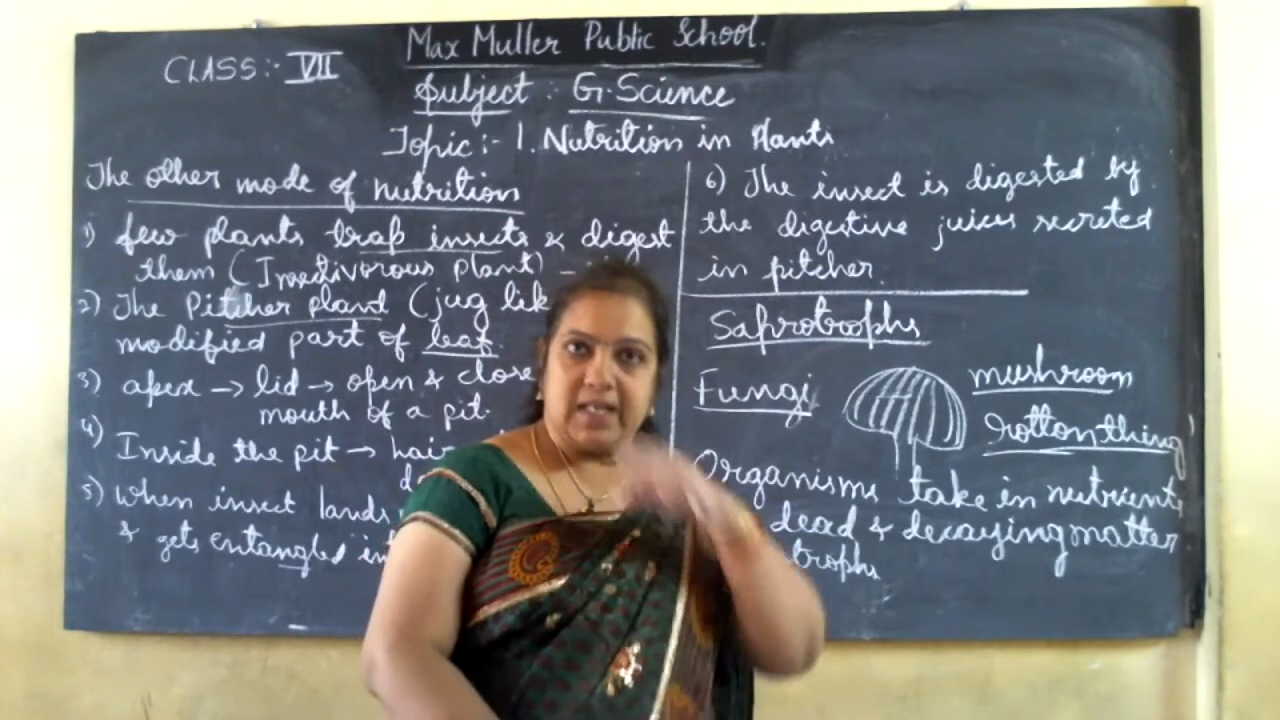 Max Muller Public School.
CLASS:- VII
Subject : G.Science
Topic:- 1. Nutrition in Plants
The other mode of nutrition
1) few plants trap insects & digest
them (Insectivorous plant) -
2) The Pitcher pland (jug lik
modified part of leaf.
3) apex → lid → open & close
mouth of a pit.
4) Inside the pit → hair
d
5) When insect lands
& gets entangled in
6) The insect is digested by
the digestive juices secreted
in pitcher.
Saprotrophs
Fungi
mushroom
rotton thing
Organisms take in nutrients
dead & decaying matter
trophs